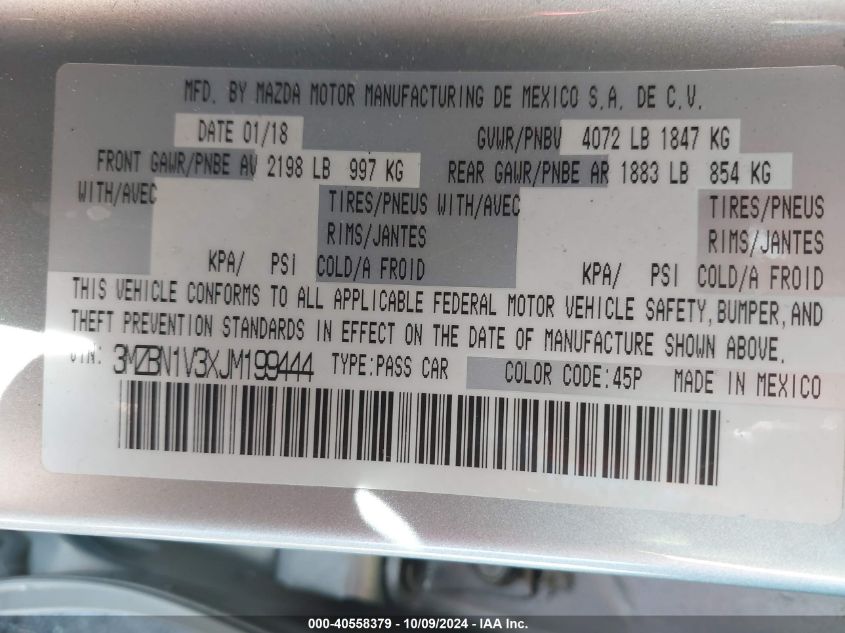 MFD. BY MAZDA MOTOR MANUFACTURING DE MEXICO S.A. DE C.V.
DATE 01/18 GVWR/PNBV 4072 LB 1847 KG
FRONT GAWR/PNBE AV 2198 LB 997 KG REAR GAWR/PNBE AR 1883 LB 854 KG
WITH/AVEC TIRES/PNEUS WITH/AVEC TIRES/PNEUS
RIMS/JANTES RIMS/JANTES
KPA/ PSI COLD/A FROID KPA/ PSI COLD/A FROID
THIS VEHICLE CONFORMS TO ALL APPLICABLE FEDERAL MOTOR VEHICLE SAFETY, BUMPER, AND
THEFT PREVENTION STANDARDS IN EFFECT ON THE DATE OF MANUFACTURE SHOWN ABOVE.
VIN: 3MZBN1V3XJM199444 TYPE:PASS CAR COLOR CODE:45P MADE IN MEXICO
000-40558379 - 10/09/2024 - IAA Inc.